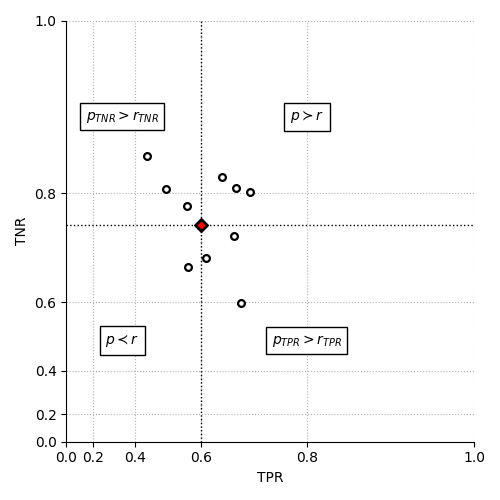 1.0
p_TNR > r_TNR
p ≻ r
0.8
TNR
0.6
p ≺ r
p_TPR > r_TPR
0.4
0.2
0.0
0.0 0.2 0.4 0.6 0.8 1.0
TPR